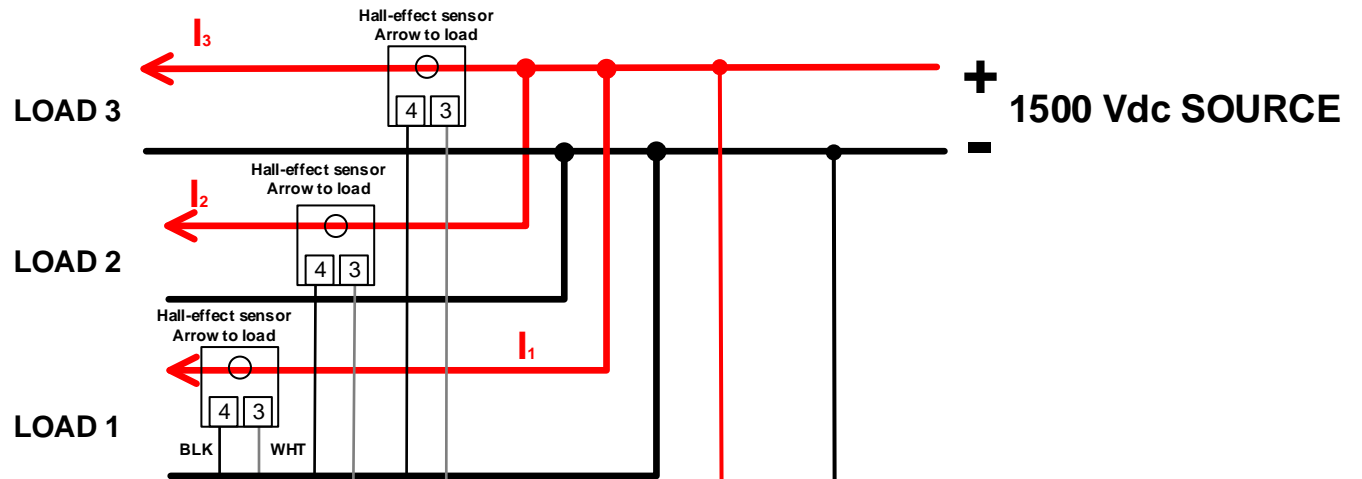 Hall-effect sensor
Arrow to load
I3
+
LOAD 3
4 3
1500 Vdc SOURCE
-
Hall-effect sensor
Arrow to load
I2
LOAD 2
4 3
Hall-effect sensor
Arrow to load
I1
4 3
LOAD 1
BLK WHT